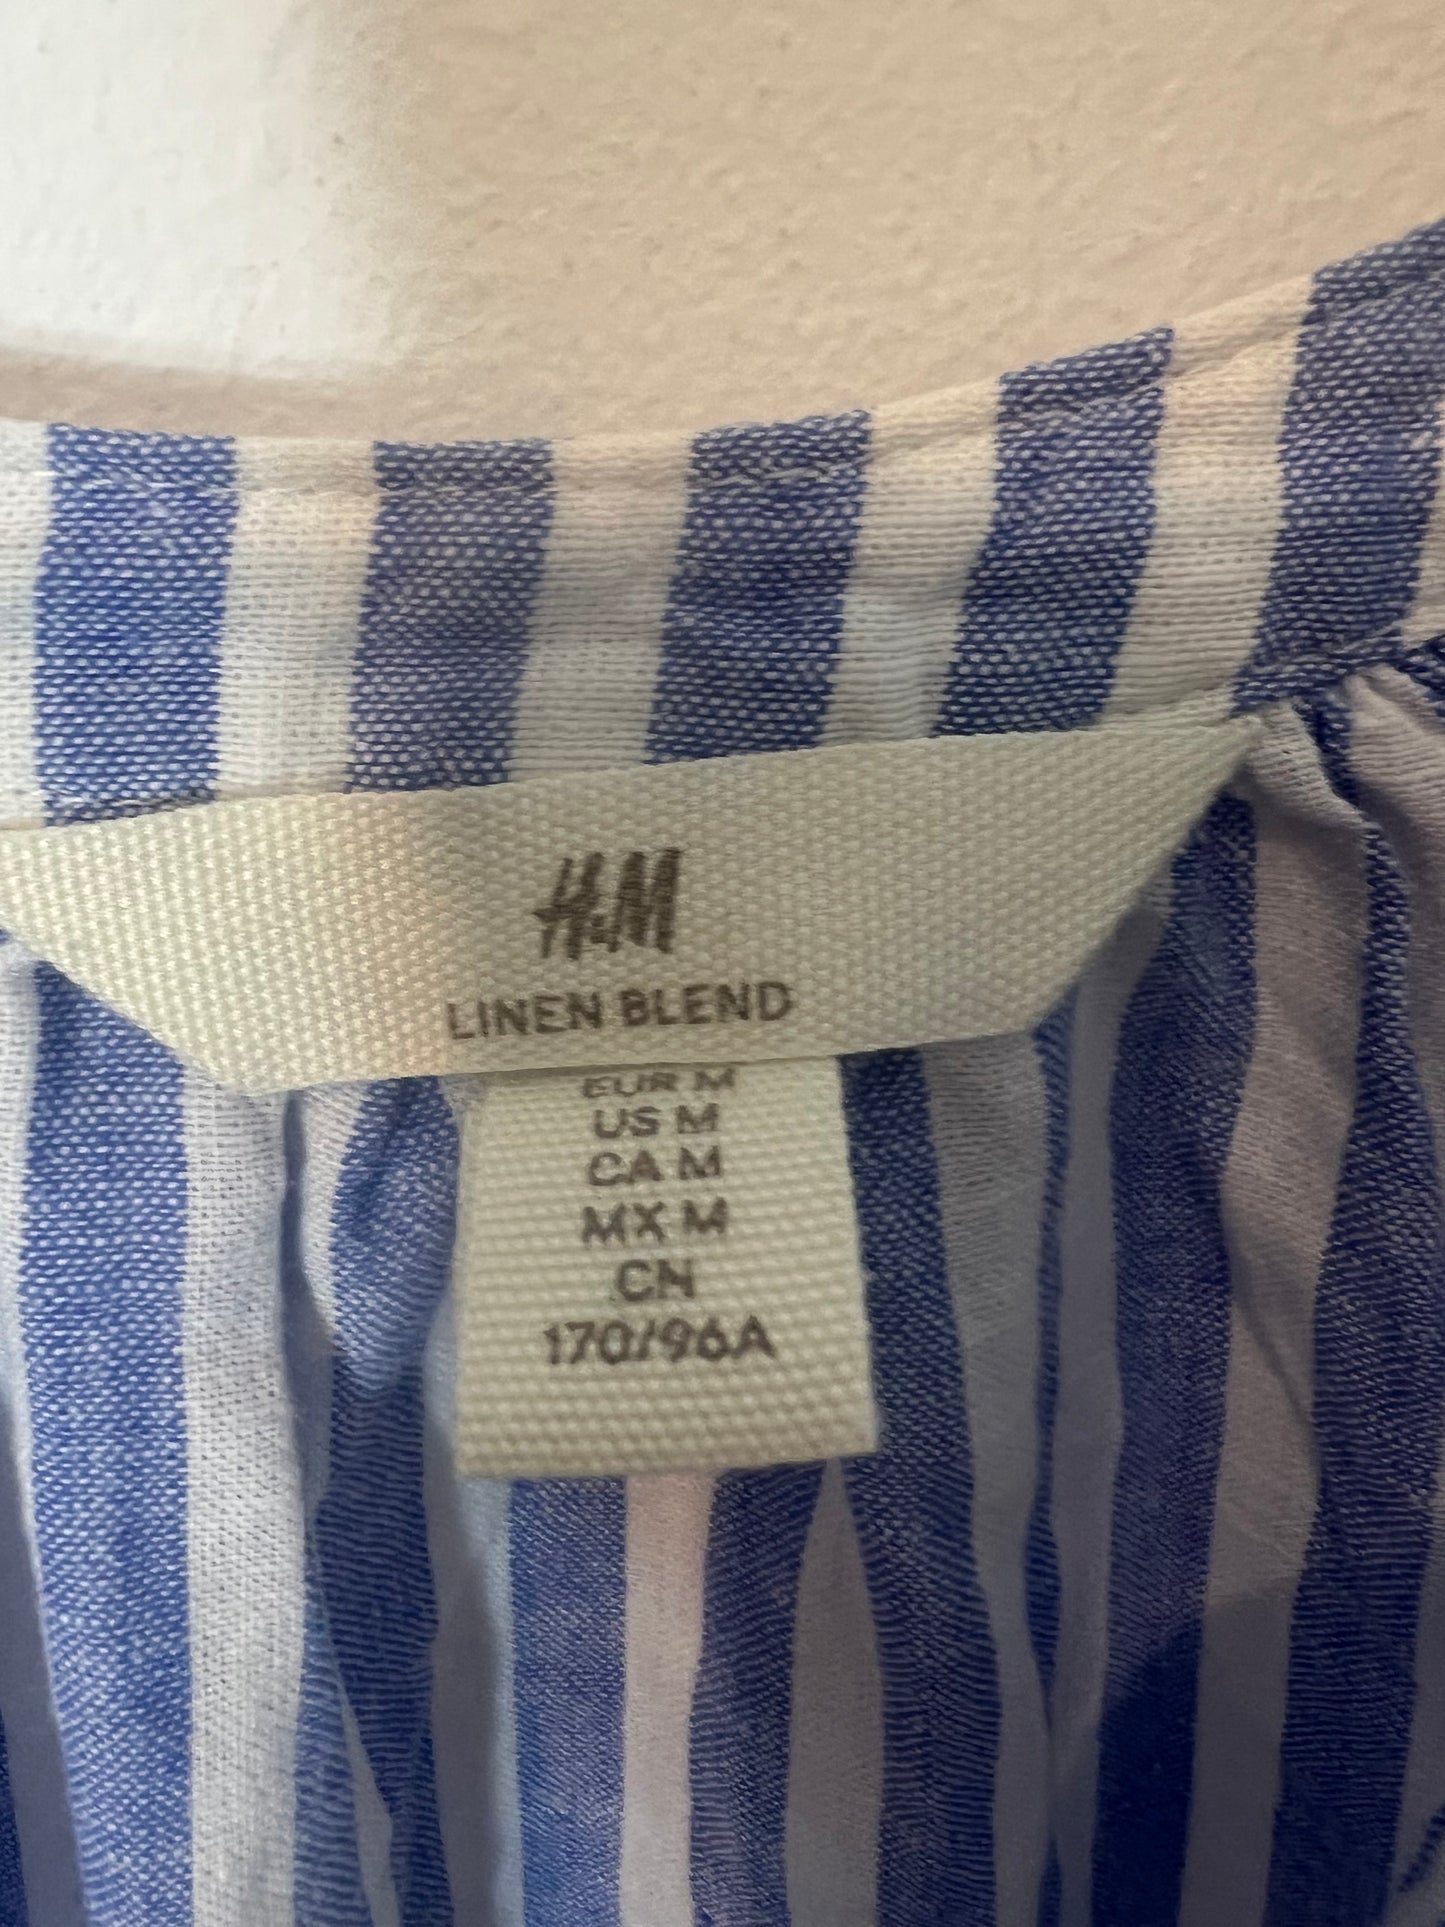 H&M
LINEN BLEND
EUR M
US M
CA M
MX M
CN
170/96A